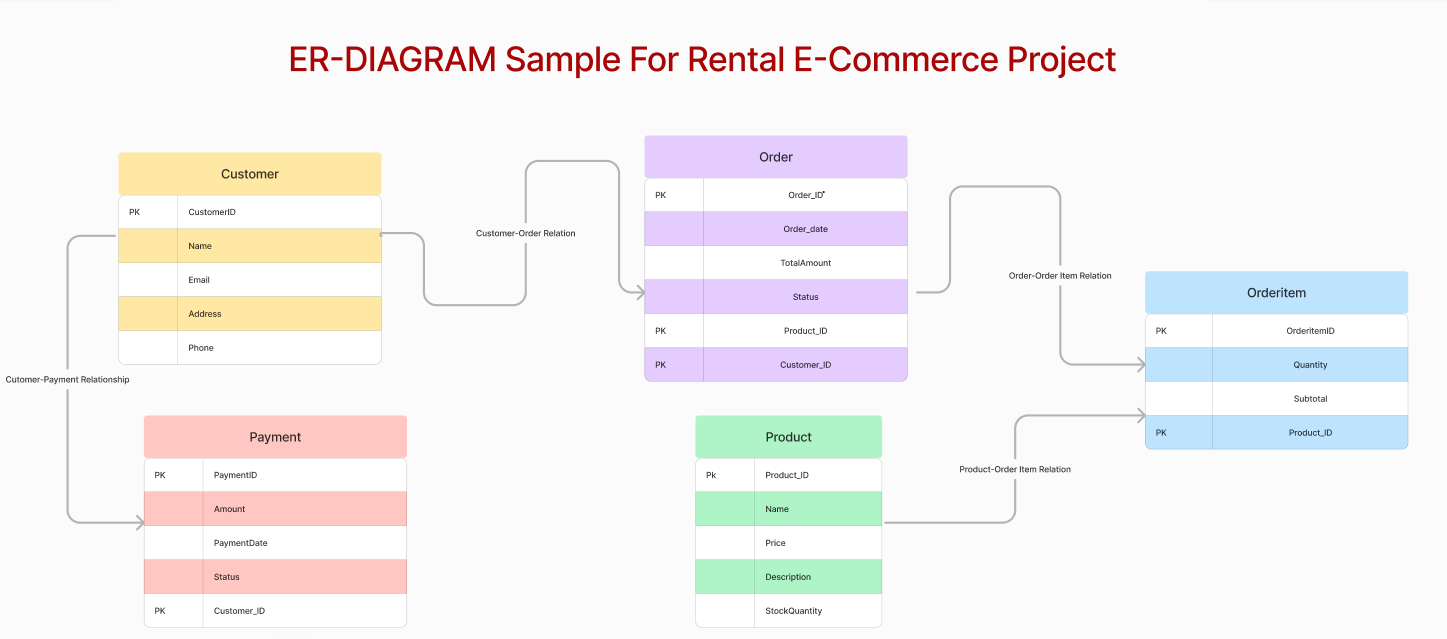 ER-DIAGRAM Sample For Rental E-Commerce Project
Customer
PK CustomerID
Name
Email
Address
Phone
Customer-Order Relation
Order
PK Order_ID*
Order_date
TotalAmount
Status
PK Product_ID
PK Customer_ID
Order-Order Item Relation
Orderitem
PK OrderitemID
Quantity
Subtotal
PK Product_ID
Cutomer-Payment Relationship
Payment
PK PaymentID
Amount
PaymentDate
Status
PK Customer_ID
Product
Pk Product_ID
Name
Price
Description
StockQuantity
Product-Order Item Relation